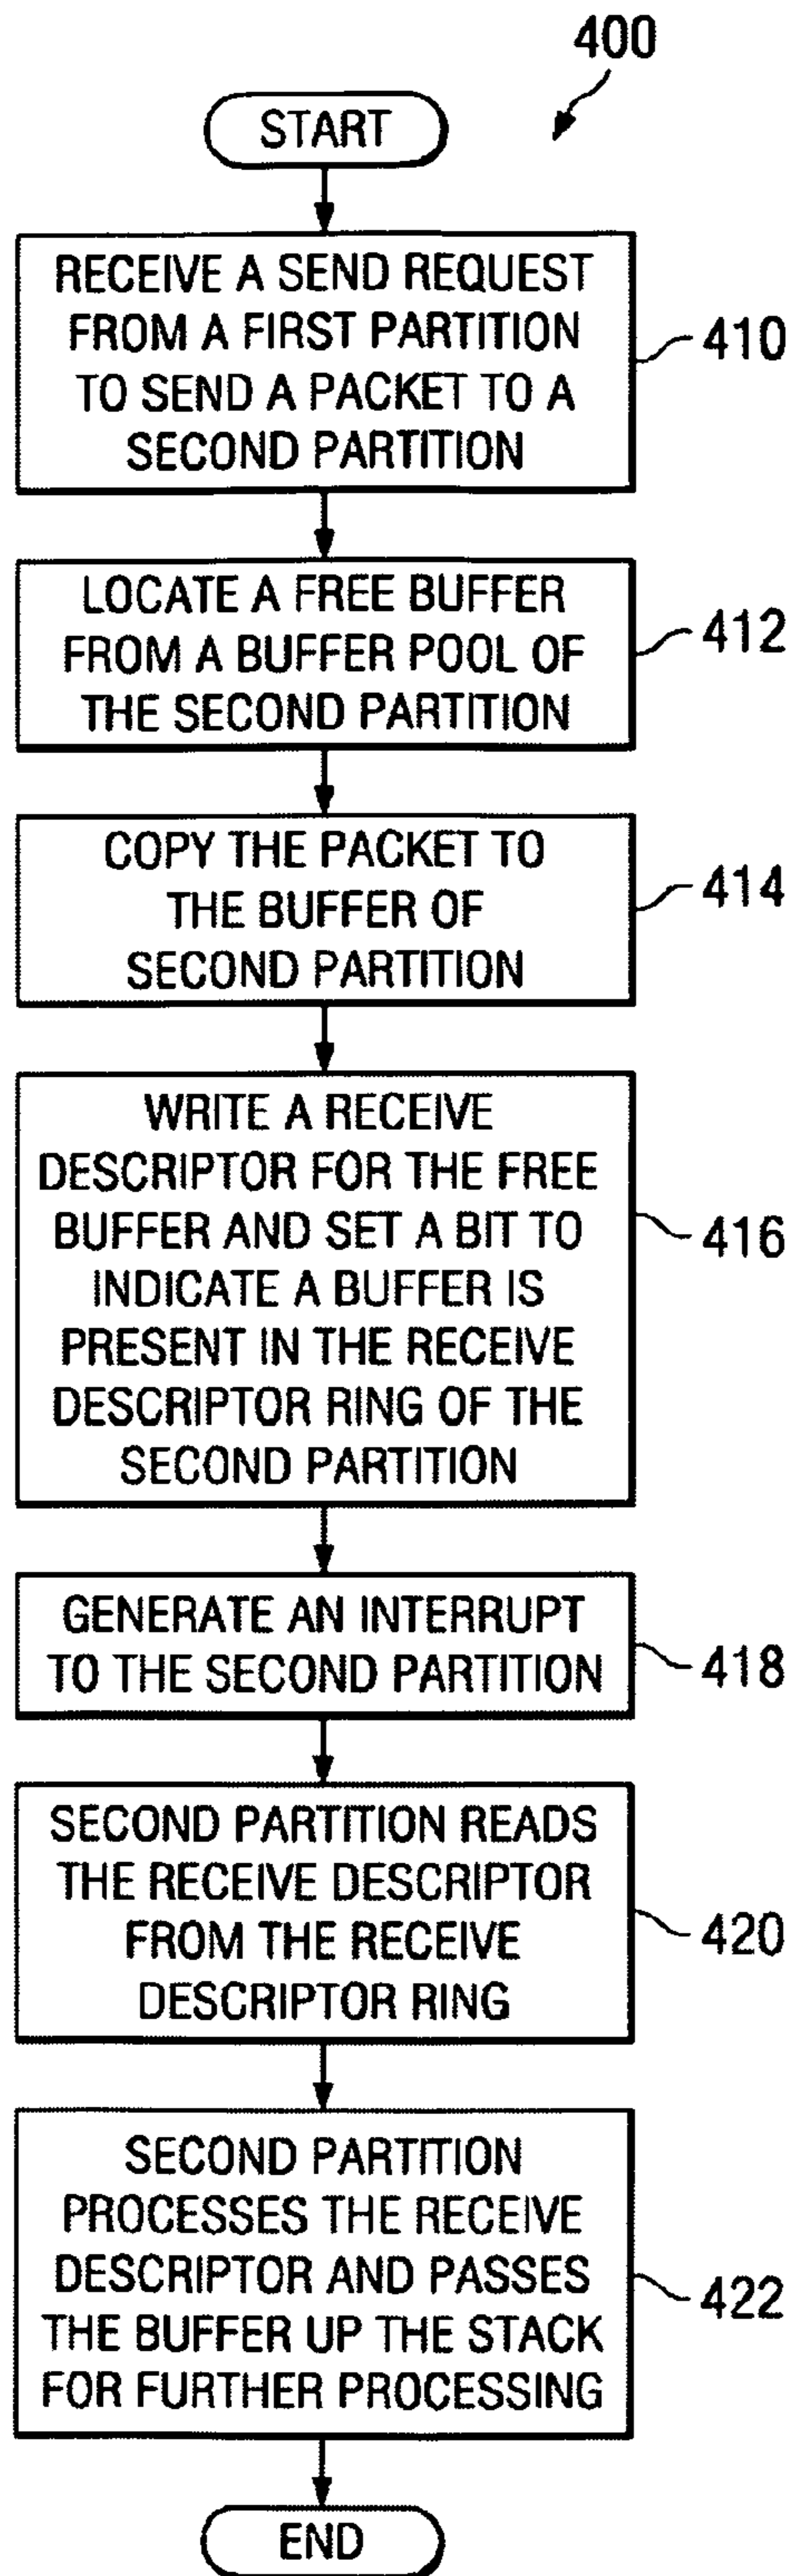 400
START
RECEIVE A SEND REQUEST
FROM A FIRST PARTITION
TO SEND A PACKET TO A
SECOND PARTITION
410
LOCATE A FREE BUFFER
FROM A BUFFER POOL OF
THE SECOND PARTITION
412
COPY THE PACKET TO
THE BUFFER OF
SECOND PARTITION
414
WRITE A RECEIVE
DESCRIPTOR FOR THE FREE
BUFFER AND SET A BIT TO
INDICATE A BUFFER IS
PRESENT IN THE RECEIVE
DESCRIPTOR RING OF THE
SECOND PARTITION
416
GENERATE AN INTERRUPT
TO THE SECOND PARTITION
418
SECOND PARTITION READS
THE RECEIVE DESCRIPTOR
FROM THE RECEIVE
DESCRIPTOR RING
420
SECOND PARTITION
PROCESSES THE RECEIVE
DESCRIPTOR AND PASSES
THE BUFFER UP THE STACK
FOR FURTHER PROCESSING
422
END